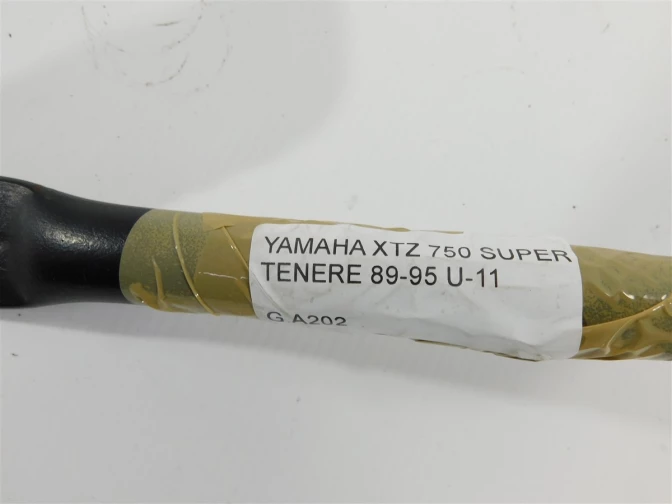 YAMAHA XTZ 750 SUPER
TENERE 89-95 U-11
G A202